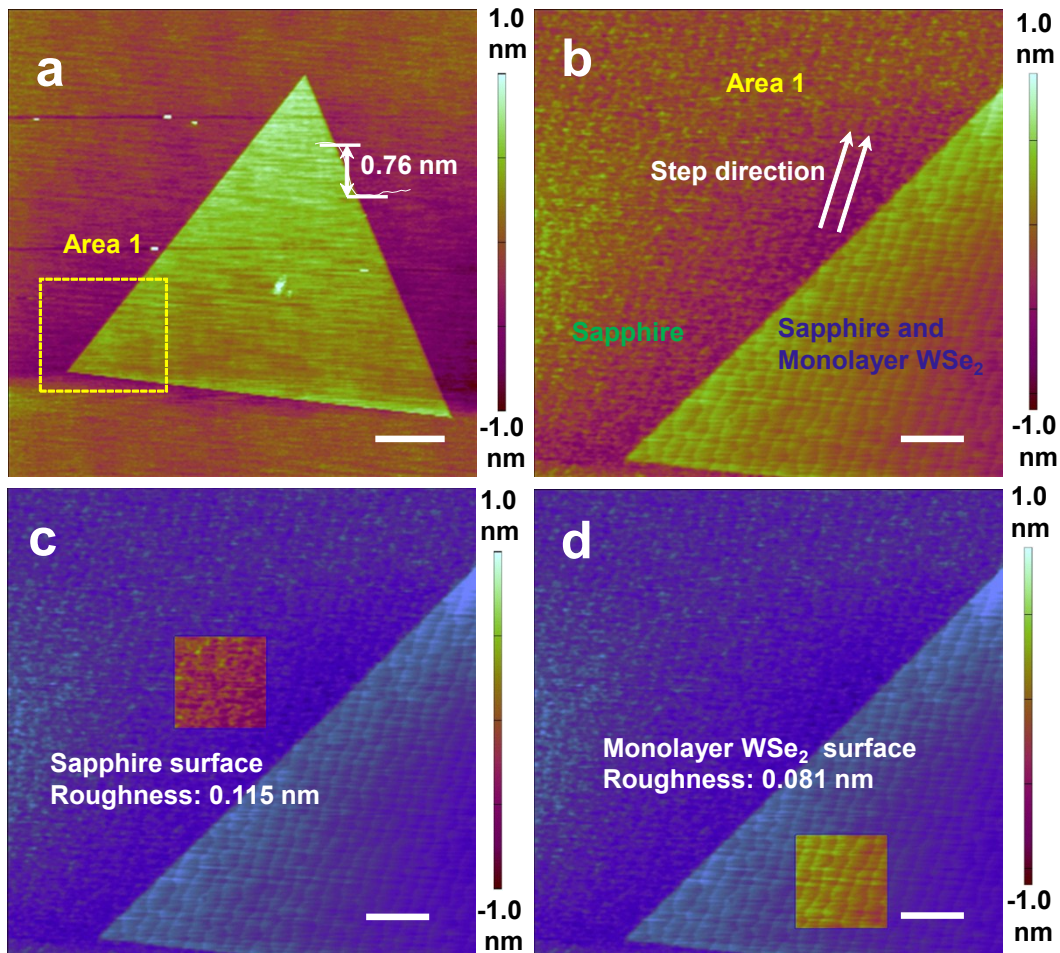 a
1.0
nm
0.76 nm
Area 1
-1.0
nm
b
1.0
nm
Area 1
Step direction
Sapphire
Sapphire and
Monolayer WSe₂
-1.0
nm
c
1.0
nm
Sapphire surface
Roughness: 0.115 nm
-1.0
nm
d
1.0
nm
Monolayer WSe₂ surface
Roughness: 0.081 nm
-1.0
nm